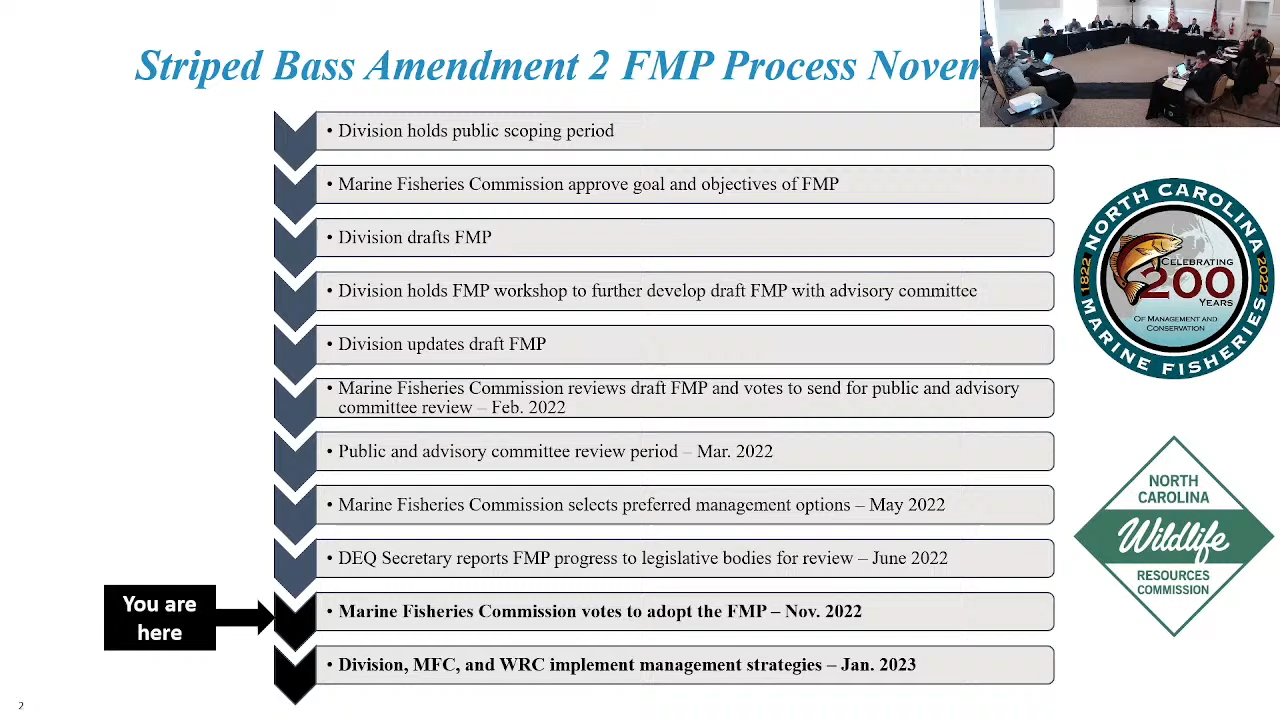 Striped Bass Amendment 2 FMP Process
• Division holds public scoping period
• Marine Fisheries Commission approve goal and objectives of FMP
• Division drafts FMP
• Division holds FMP workshop to further develop draft FMP with advisory committee
• Division updates draft FMP
• Marine Fisheries Commission reviews draft FMP and votes to send for public and advisory
committee review – Feb. 2022
• Public and advisory committee review period – Mar. 2022
• Marine Fisheries Commission selects preferred management options – May 2022
• DEQ Secretary reports FMP progress to legislative bodies for review – June 2022
You are
here
• Marine Fisheries Commission votes to adopt the FMP – Nov. 2022
• Division, MFC, and WRC implement management strategies – Jan. 2023
NORTH CAROLINA
1822
2022
CELEBRATING
200
YEARS
OF MANAGEMENT AND
CONSERVATION
MARINE FISHERIES
NORTH
CAROLINA
Wildlife
RESOURCES
COMMISSION
2